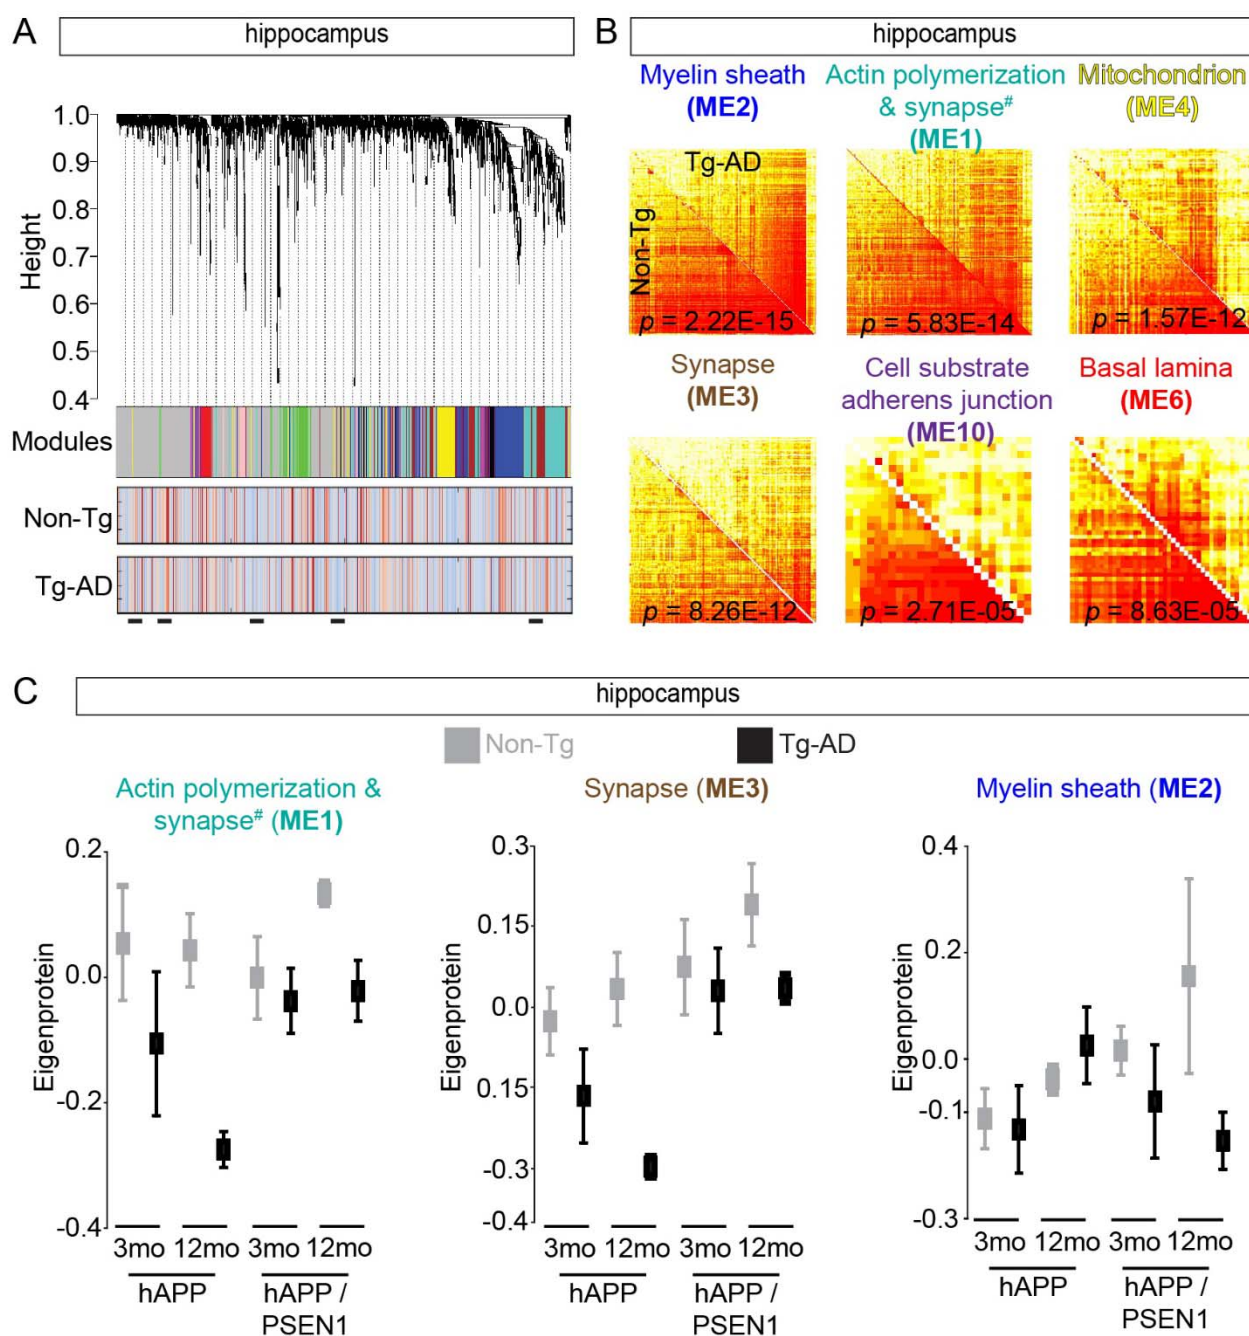 A
hippocampus
1.0
0.9
0.8
0.7
0.6
0.5
0.4
Height
Modules
Non-Tg
Tg-AD
B
hippocampus
Myelin sheath
(ME2)
Actin polymerization
& synapse#
(ME1)
Mitochondrion
(ME4)
Tg-AD
Non-Tg
p = 2.22E-15
p = 5.83E-14
p = 1.57E-12
Synapse
(ME3)
Cell substrate
adherens junction
(ME10)
Basal lamina
(ME6)
p = 8.26E-12
p = 2.71E-05
p = 8.63E-05
C
hippocampus
Non-Tg
Tg-AD
Actin polymerization &
synapse# (ME1)
Eigenprotein
0.2
0.0
-0.2
-0.4
3mo 12mo 3mo 12mo
hAPP
hAPP /
PSEN1
Synapse (ME3)
Eigenprotein
0.3
0.15
0.0
0.15
-0.3
-0.4
3mo 12mo 3mo 12mo
hAPP
hAPP /
PSEN1
Myelin sheath (ME2)
Eigenprotein
0.4
0.2
0.0
-0.1
-0.3
3mo 12mo 3mo 12mo
hAPP
hAPP /
PSEN1